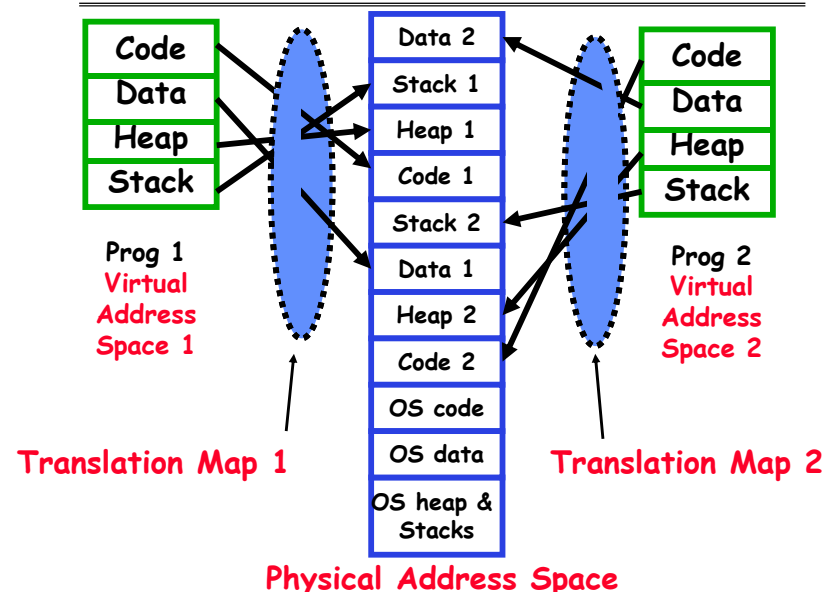 Code
Data
Heap
Stack
Prog 1
Virtual
Address
Space 1
Translation Map 1
Data 2
Stack 1
Heap 1
Code 1
Stack 2
Data 1
Heap 2
Code 2
OS code
OS data
OS heap &
Stacks
Physical Address Space
Code
Data
Heap
Stack
Prog 2
Virtual
Address
Space 2
Translation Map 2